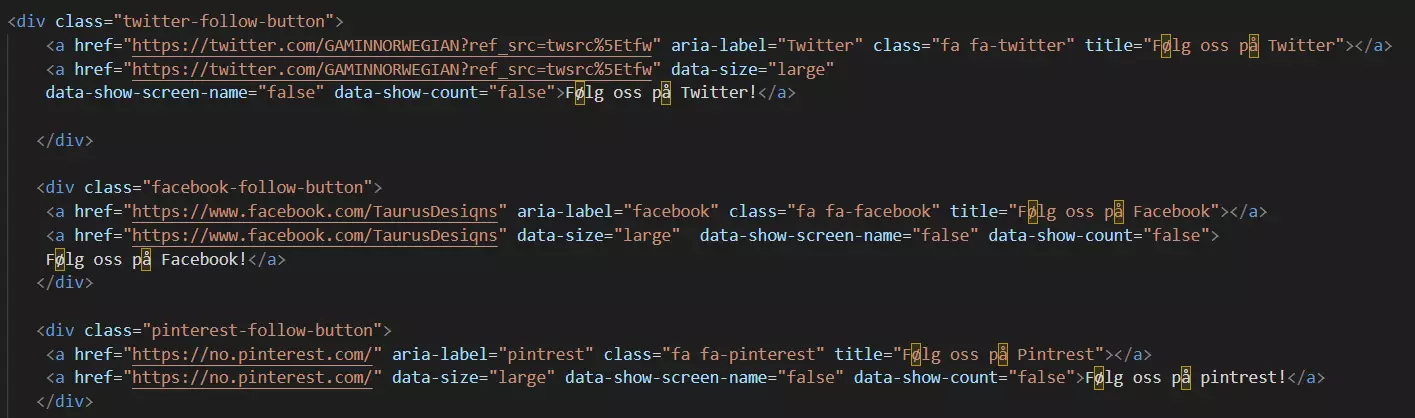 <div class="twitter-follow-button">
<a href="https://twitter.com/GAMINNORWEGIAN?ref_src=twsrc%5Etfw" aria-label="Twitter" class="fa fa-twitter" title="Følg oss på Twitter"></a>
<a href="https://twitter.com/GAMINNORWEGIAN?ref_src=twsrc%5Etfw" data-size="large"
data-show-screen-name="false" data-show-count="false">Følg oss på Twitter!</a>
</div>
<div class="facebook-follow-button">
<a href="https://www.facebook.com/TaurusDesiqns" aria-label="facebook" class="fa fa-facebook" title="Følg oss på Facebook"></a>
<a href="https://www.facebook.com/TaurusDesiqns" data-size="large"  data-show-screen-name="false" data-show-count="false">
Følg oss på Facebook!</a>
</div>
<div class="pinterest-follow-button">
<a href="https://no.pinterest.com/" aria-label="pintrest" class="fa fa-pinterest" title="Følg oss på Pintrest"></a>
<a href="https://no.pinterest.com/" data-size="large" data-show-screen-name="false" data-show-count="false">Følg oss på pintrest!</a>
</div>